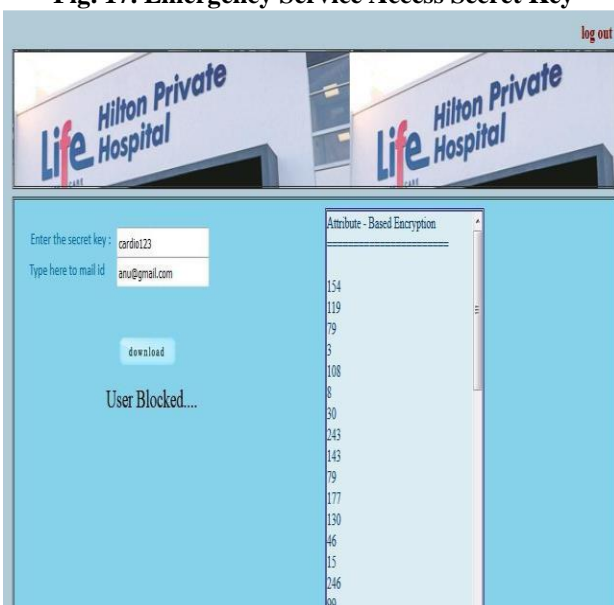 Fig. 17. Emergency Service Access Secret Key
log out
Life Hilton Private
Hospital
CARE
Life Hilton Private
Hospital
Enter the secret key : cardio123
Type here to mail id anu@gmail.com
download
User Blocked....
Attribute - Based Encryption
=======================
154
119
79
3
108
8
30
243
143
79
177
130
46
15
246
99